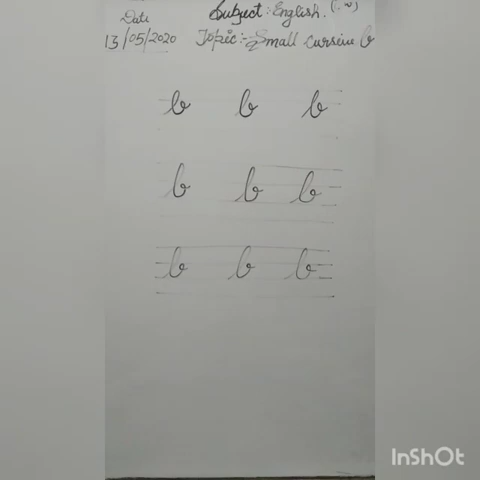 Date Subject :- English.
13/05/2020 Topic:- Small cursive b
b b b
b b b
b b b
InShOt